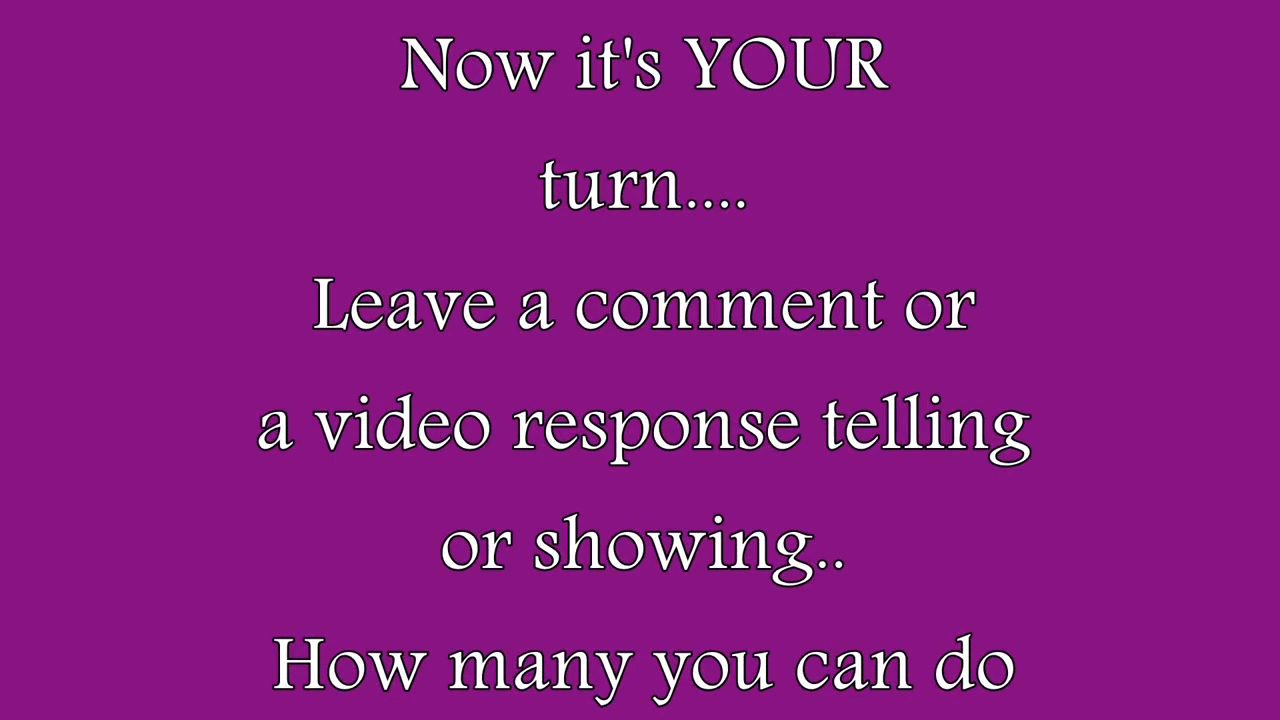 Now it's YOUR
turn....
Leave a comment or
a video response telling
or showing..
How many you can do